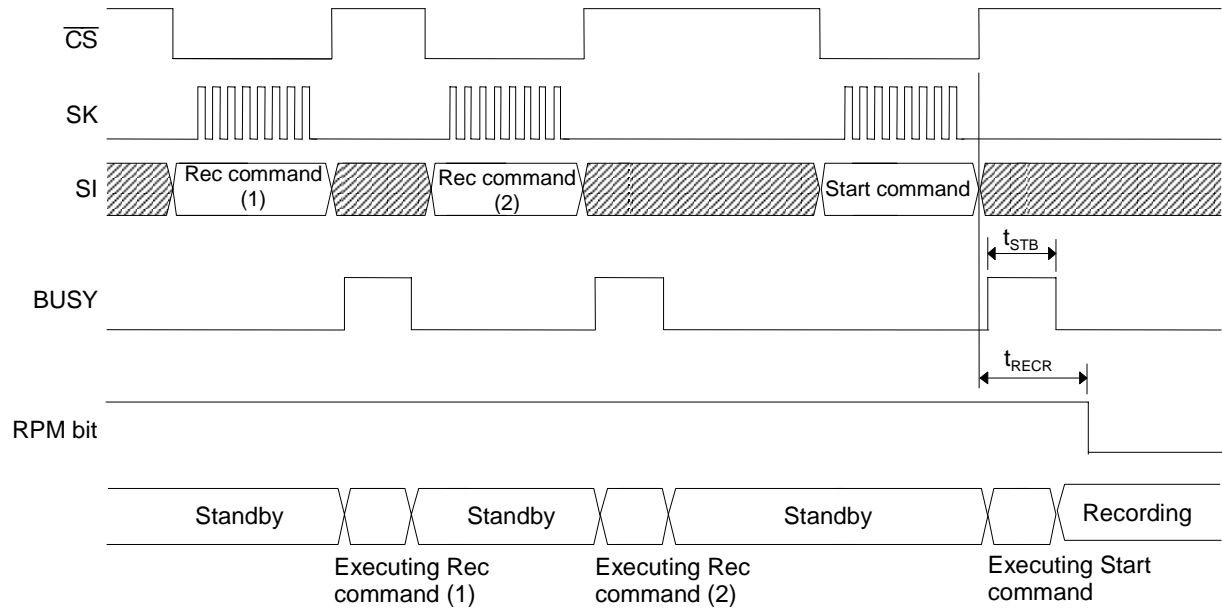 CS
SK
SI
Rec command
(1)
Rec command
(2)
Start command
tSTB
BUSY
tRECR
RPM bit
Standby
Standby
Standby
Recording
Executing Rec
command (1)
Executing Rec
command (2)
Executing Start
command